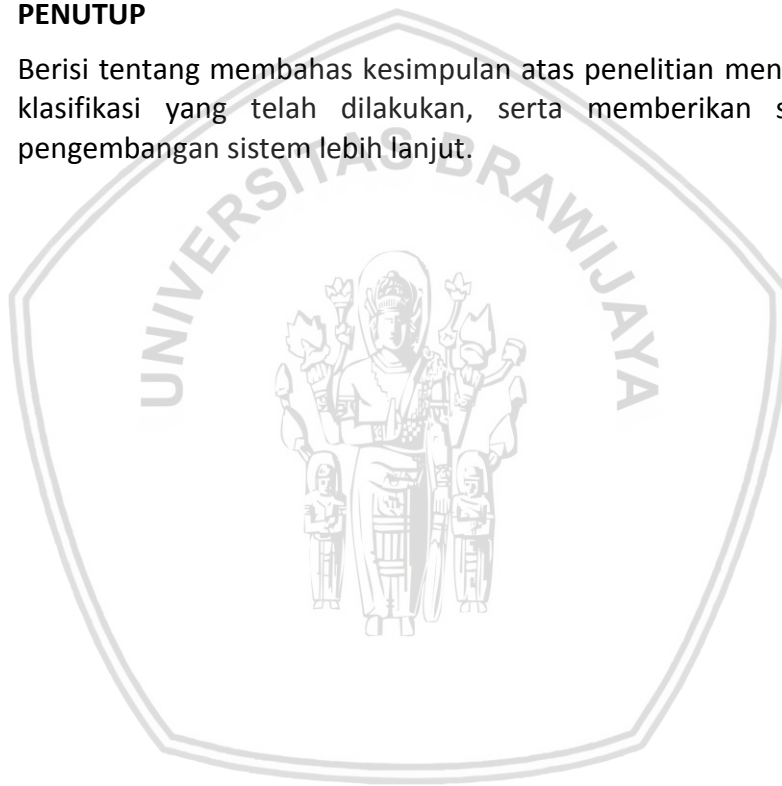 PENUTUP
Berisi tentang membahas kesimpulan atas penelitian
klasifikasi yang telah dilakukan, serta memberikan
pengembangan sistem lebih lanjut.
UNIVERSITAS BRAWIJAYA